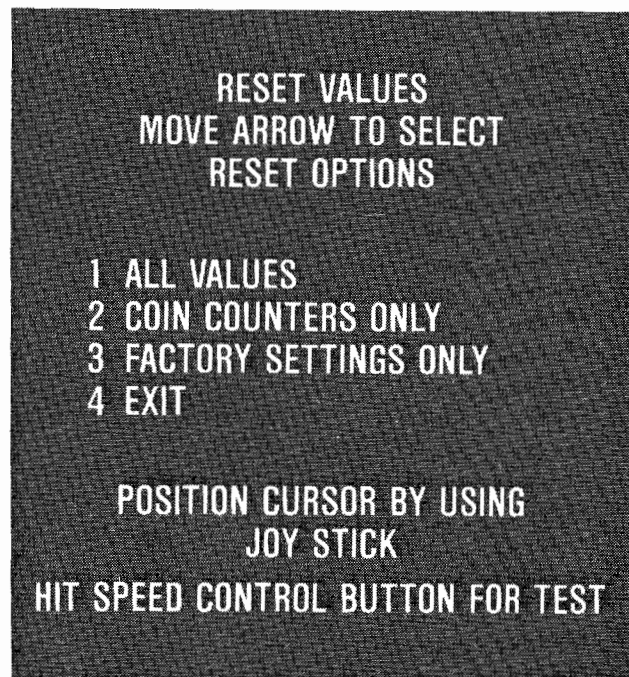 RESET VALUES
MOVE ARROW TO SELECT
RESET OPTIONS
1 ALL VALUES
2 COIN COUNTERS ONLY
3 FACTORY SETTINGS ONLY
4 EXIT
POSITION CURSOR BY USING
JOY STICK
HIT SPEED CONTROL BUTTON FOR TEST